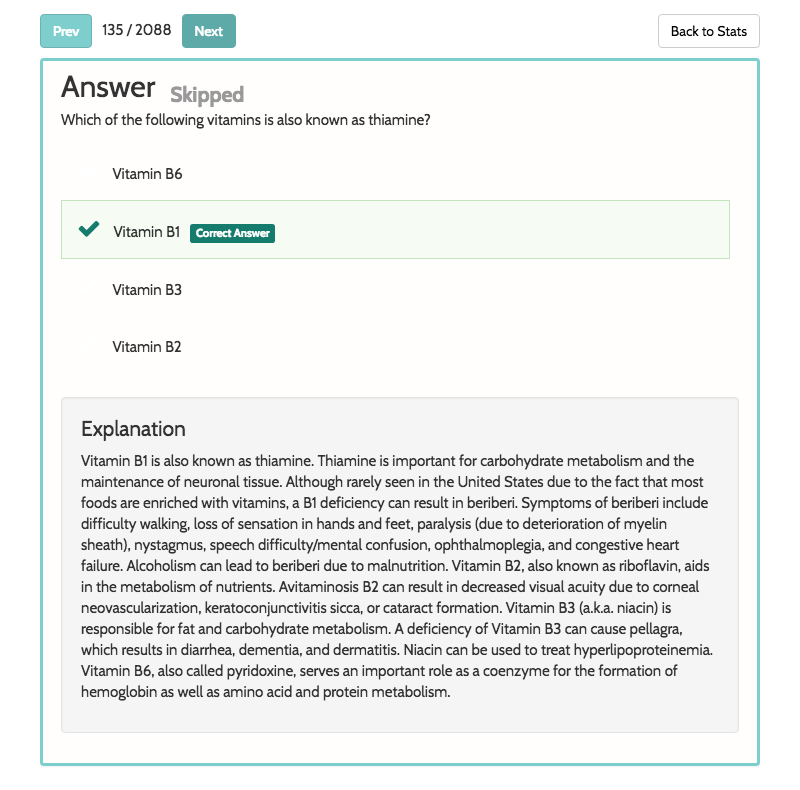 Prev 135 / 2088 Next Back to Stats
Answer Skipped
Which of the following vitamins is also known as thiamine?
Vitamin B6
Vitamin B1 Correct Answer
Vitamin B3
Vitamin B2
Explanation
Vitamin B1 is also known as thiamine. Thiamine is important for carbohydrate metabolism and the
maintenance of neuronal tissue. Although rarely seen in the United States due to the fact that most
foods are enriched with vitamins, a B1 deficiency can result in beriberi. Symptoms of beriberi include
difficulty walking, loss of sensation in hands and feet, paralysis (due to deterioration of myelin
sheath), nystagmus, speech difficulty/mental confusion, ophthalmoplegia, and congestive heart
failure. Alcoholism can lead to beriberi due to malnutrition. Vitamin B2, also known as riboflavin, aids
in the metabolism of nutrients. Avitaminosis B2 can result in decreased visual acuity due to corneal
neovascularization, keratoconjunctivitis sicca, or cataract formation. Vitamin B3 (a.k.a. niacin) is
responsible for fat and carbohydrate metabolism. A deficiency of Vitamin B3 can cause pellagra,
which results in diarrhea, dementia, and dermatitis. Niacin can be used to treat hyperlipoproteinemia.
Vitamin B6, also called pyridoxine, serves an important role as a coenzyme for the formation of
hemoglobin as well as amino acid and protein metabolism.